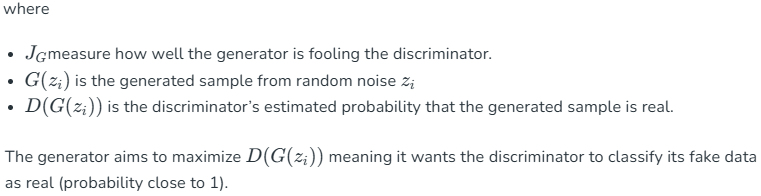 where
• J_G measure how well the generator is fooling the discriminator.
• G(z_i) is the generated sample from random noise z_i
• D(G(z_i)) is the discriminator's estimated probability that the generated sample is real.
The generator aims to maximize D(G(z_i)) meaning it wants the discriminator to classify its fake data
as real (probability close to 1).